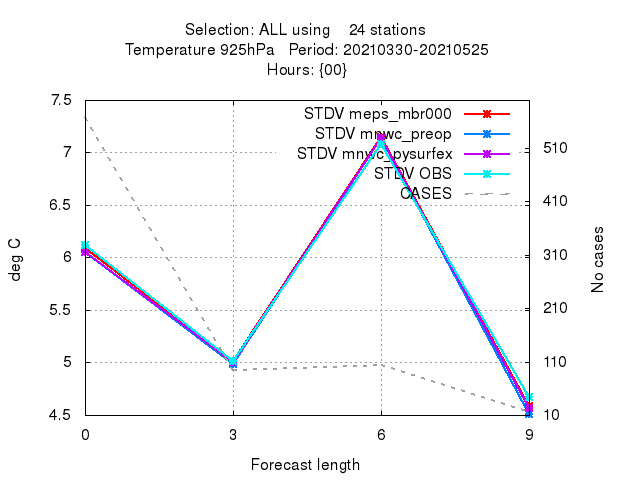 Selection: ALL using 24 stations
Temperature 925hPa Period: 20210330-20210525
Hours: {00}
7.5
7
6.5
6
5.5
5
4.5
deg C
STDV meps_mbr000
STDV mnwc_preop
STDV mnwc_pysurfex
STDV OBS
CASES
510
410
310
210
110
10
No cases
0 3 6 9
Forecast length